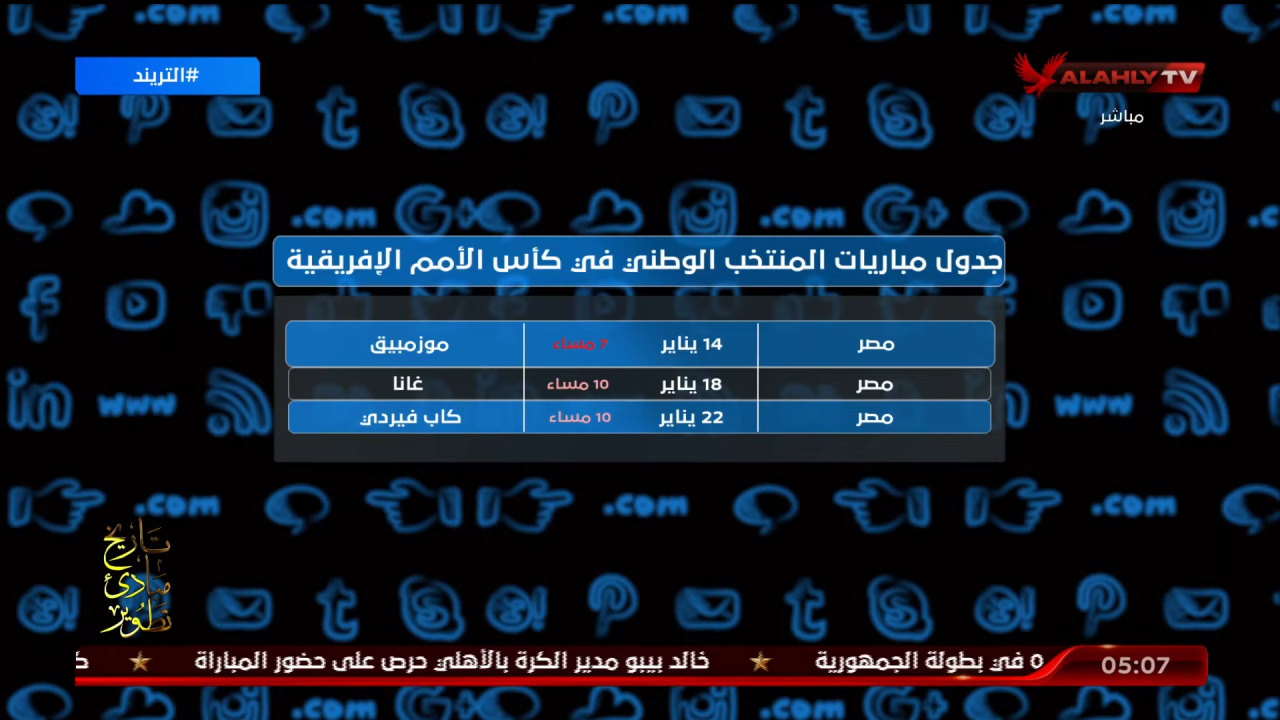 #التريند
ALAHLY TV
مباشر
جدول مباريات المنتخب الوطني في كأس الأمم الإفريقية
مصر 14 يناير 7 مساء موزمبيق
مصر 18 يناير 10 مساء غانا
مصر 22 يناير 10 مساء كاب فيردي
تاريخ
مبادئ
تطوير
05:07 0 في بطولة الجمهورية ★ خالد بيبو مدير الكرة بالأهلي حرص على حضور المباراة ★